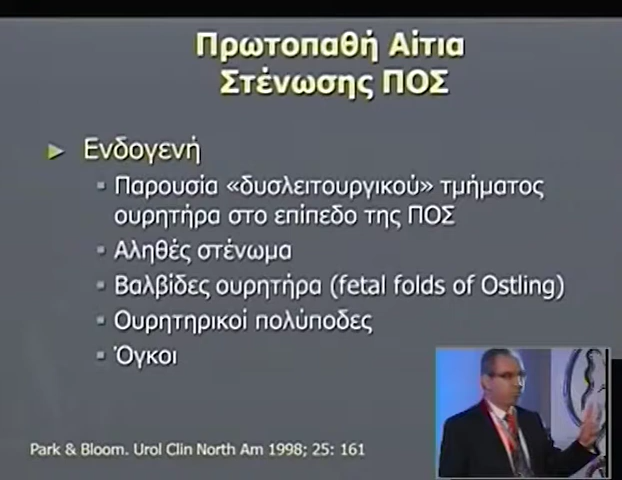 Πρωτοπαθή Αίτια
Στένωσης ΠΟΣ
► Ενδογενή
▪ Παρουσία «δυσλειτουργικού» τμήματος
ουρητήρα στο επίπεδο της ΠΟΣ
▪ Αληθές στένωμα
▪ Βαλβίδες ουρητήρα (fetal folds of Ostling)
▪ Ουρητηρικοί πολύποδες
▪ Όγκοι
Park & Bloom. Urol Clin North Am 1998; 25: 161